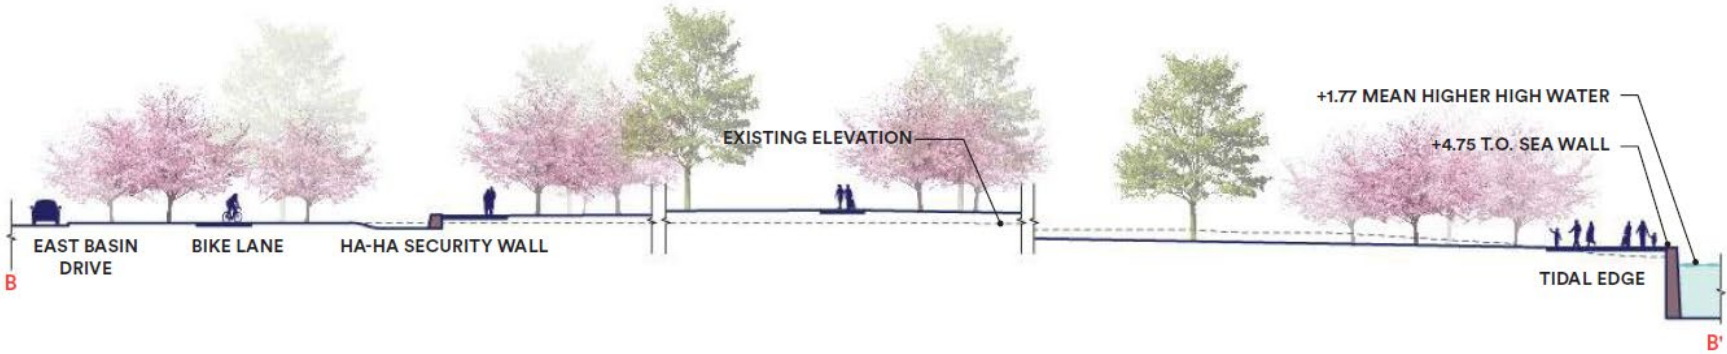 +1.77 MEAN HIGHER HIGH WATER
EXISTING ELEVATION
+4.75 T.O. SEA WALL
EAST BASIN
DRIVE
BIKE LANE
HA-HA SECURITY WALL
TIDAL EDGE
B
B'